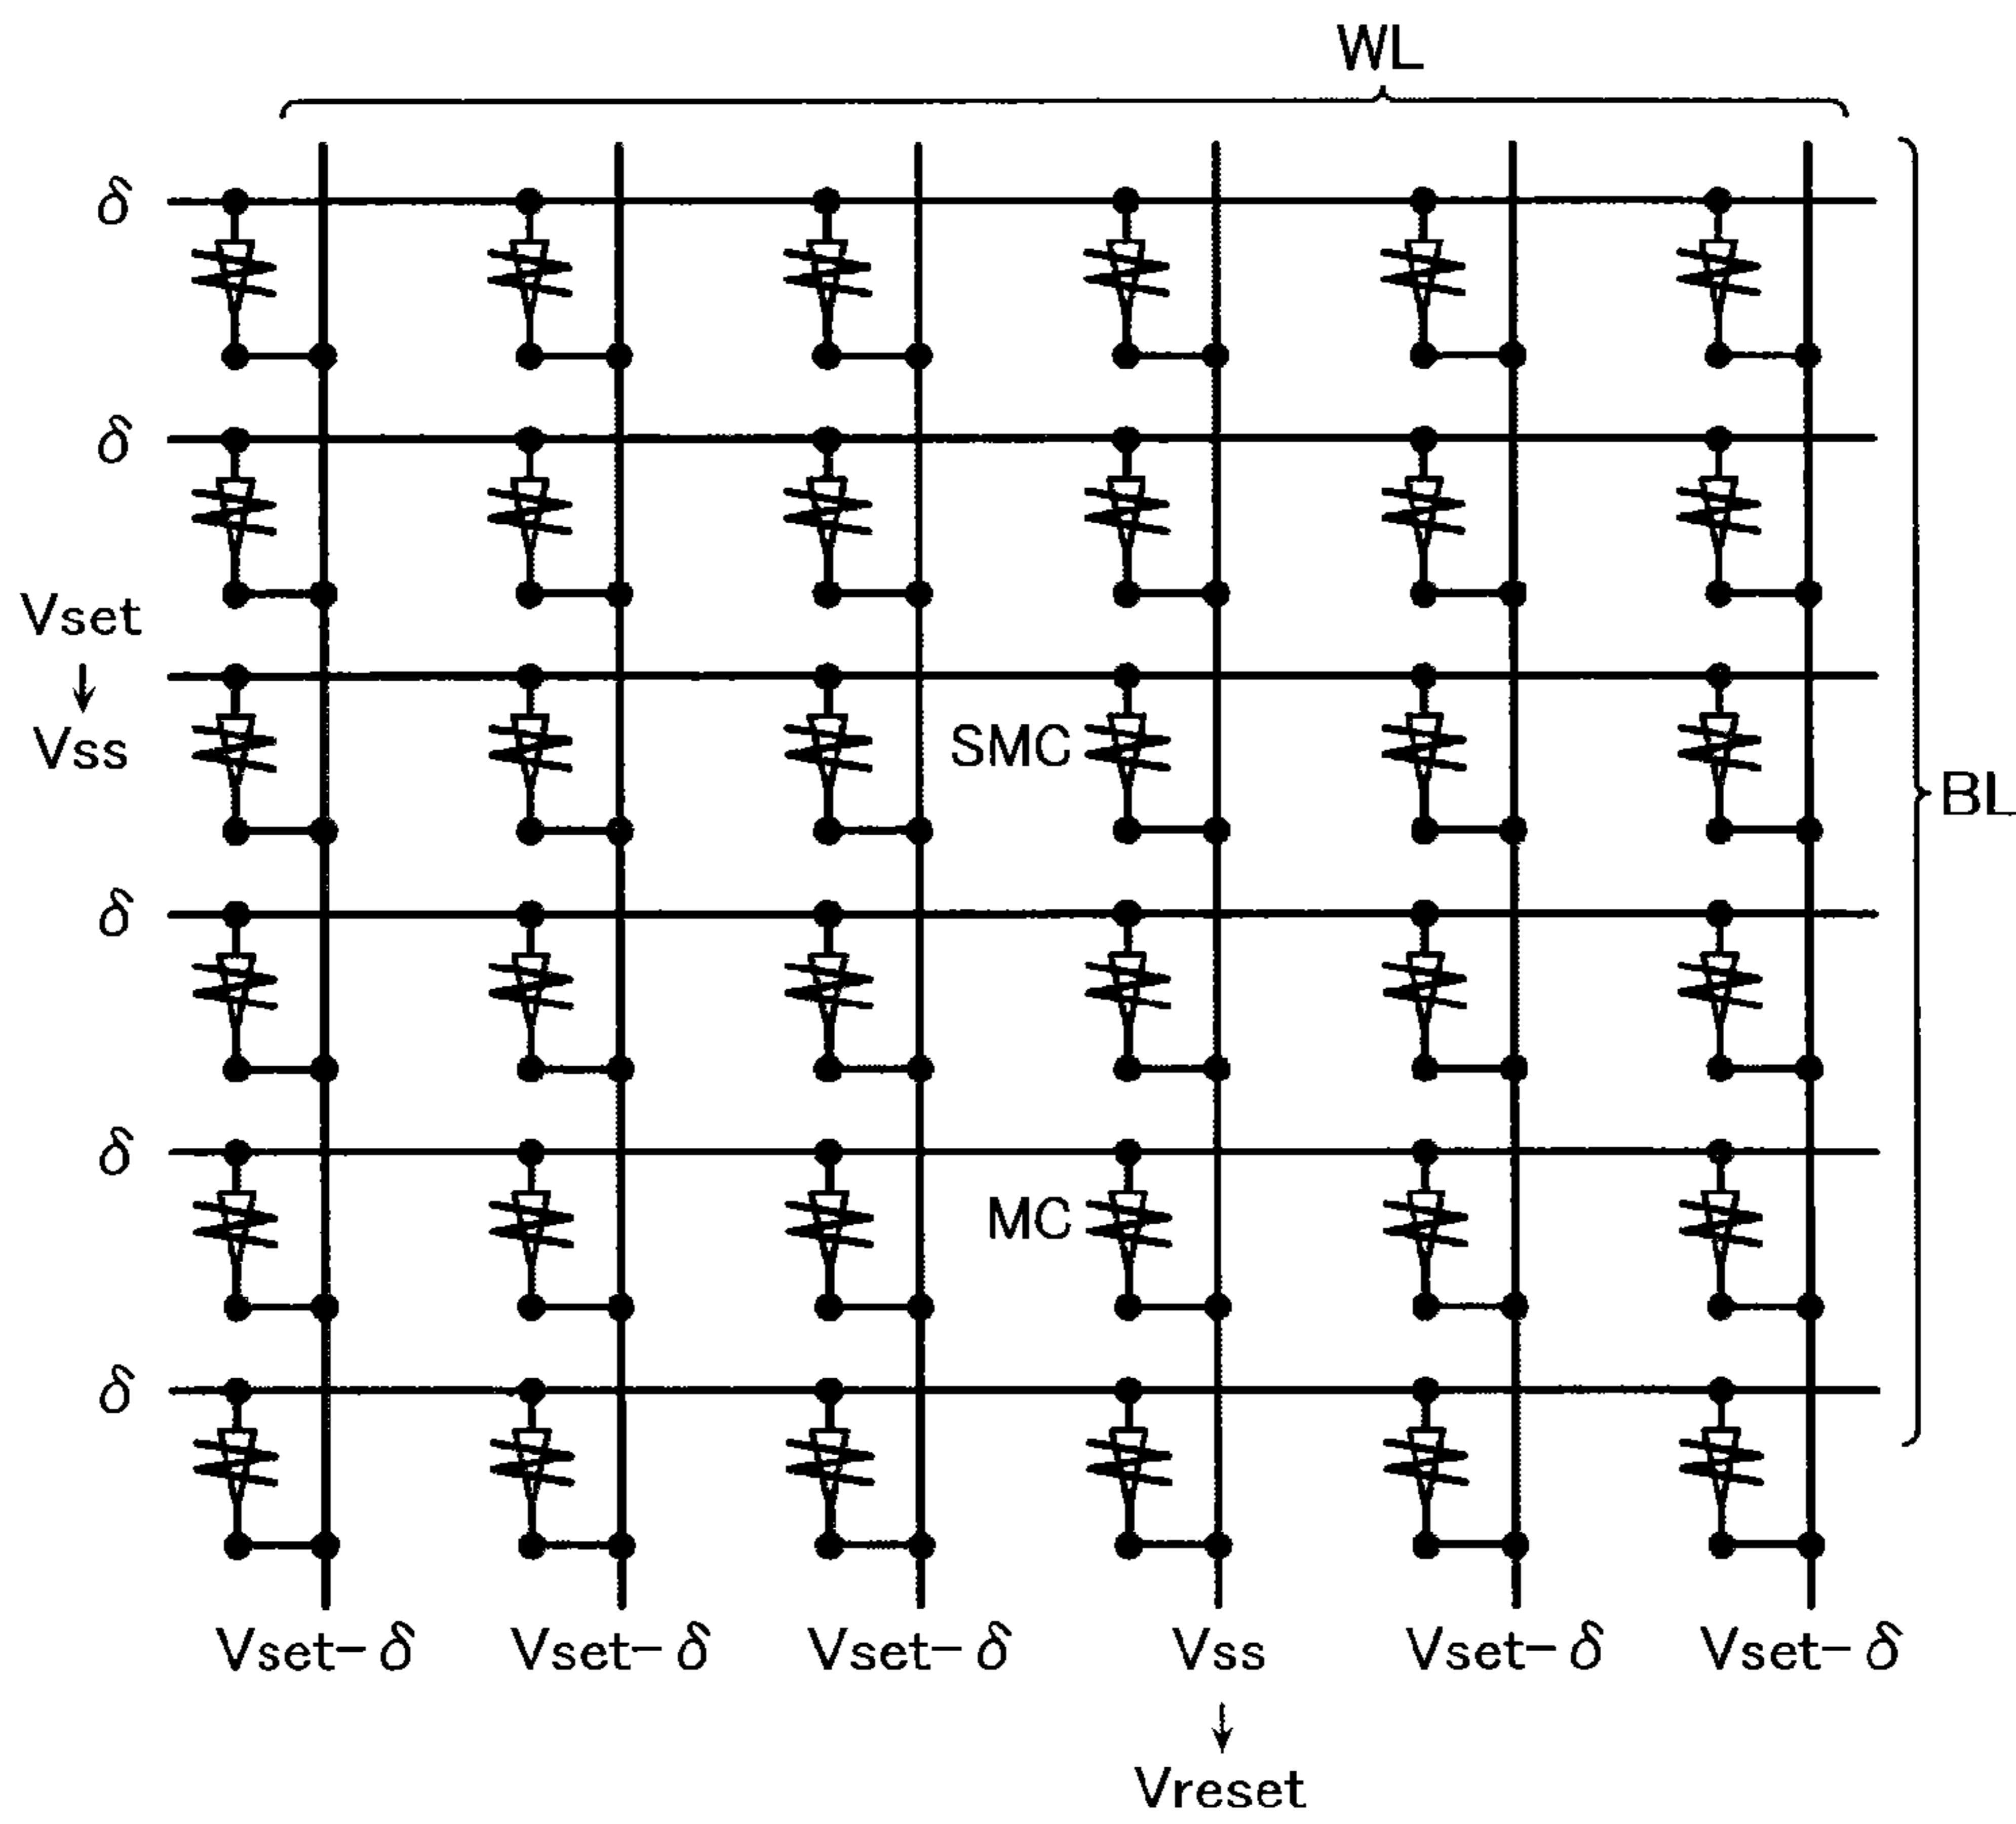 WL
δ
δ
Vset
↓
Vss
SMC
BL
δ
δ
MC
δ
Vset-δ Vset-δ Vset-δ Vss Vset-δ Vset-δ
↓
Vreset